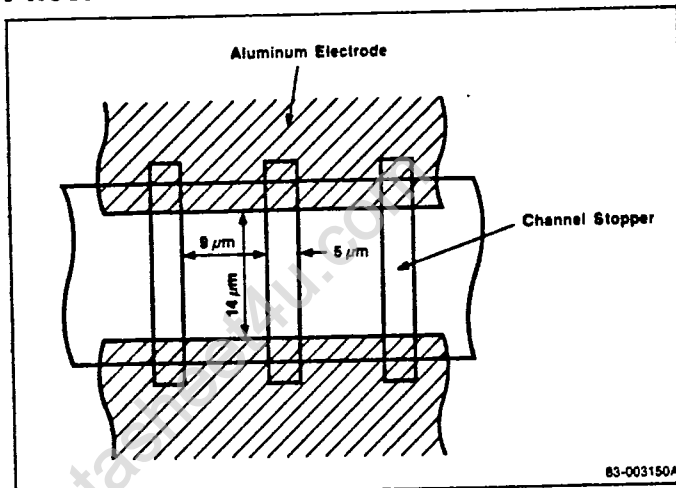 Aluminum Electrode
Channel Stopper
9 μm
5 μm
14 μm
83-003150A